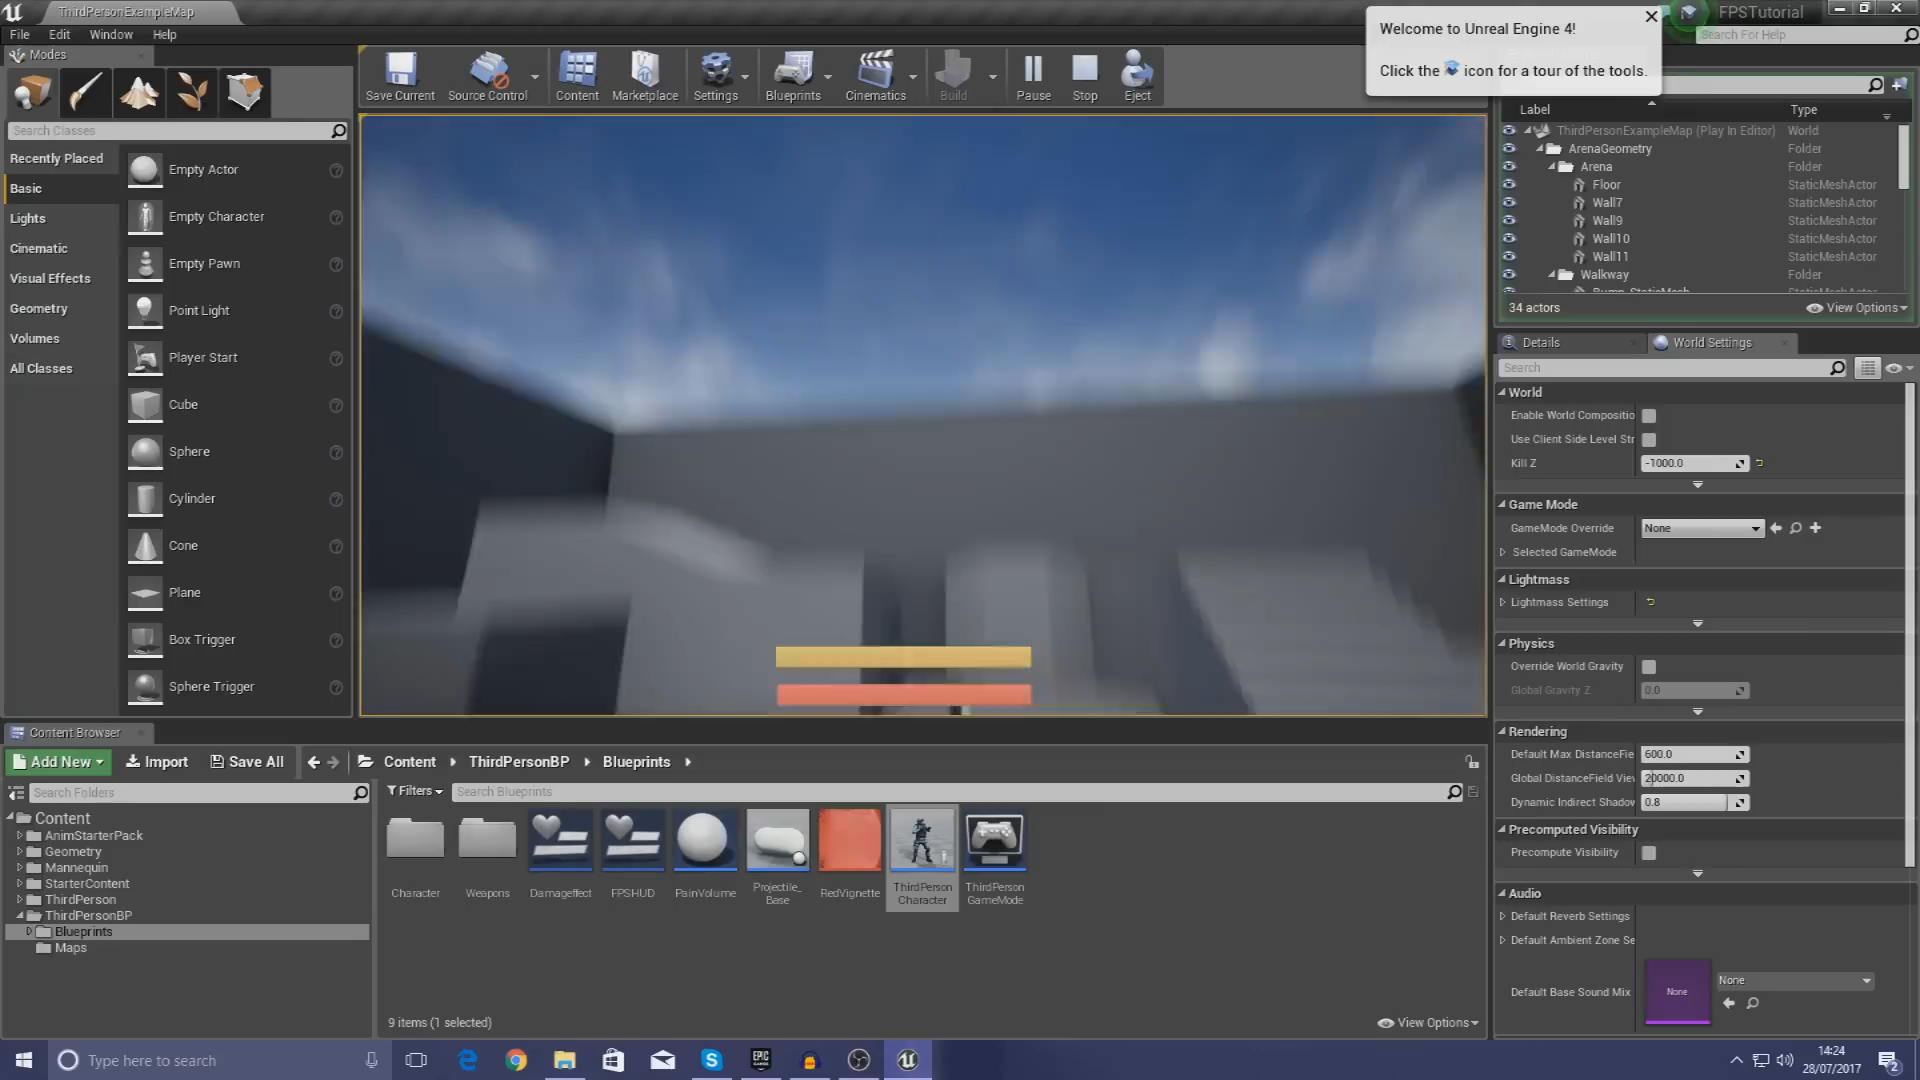 ThirdPersonExampleMap
FPSTutorial
File Edit Window Help
Search For Help
Welcome to Unreal Engine 4!
Click the icon for a tour of the tools.
Modes
Save Current
Source Control
Content
Marketplace
Settings
Blueprints
Cinematics
Build
Pause
Stop
Eject
Search Classes
Recently Placed
Basic
Lights
Cinematic
Visual Effects
Geometry
Volumes
All Classes
Empty Actor
Empty Character
Empty Pawn
Point Light
Player Start
Cube
Sphere
Cylinder
Cone
Plane
Box Trigger
Sphere Trigger
Label Type
ThirdPersonExampleMap (Play In Editor) World
ArenaGeometry Folder
Arena Folder
Floor StaticMeshActor
Wall7 StaticMeshActor
Wall9 StaticMeshActor
Wall10 StaticMeshActor
Wall11 StaticMeshActor
Walkway Folder
34 actors View Options
Details World Settings
Search
World
Enable World Compositio
Use Client Side Level Str
Kill Z -1000.0
Game Mode
GameMode Override None
Selected GameMode
Lightmass
Lightmass Settings
Physics
Override World Gravity
Global Gravity Z 0.0
Rendering
Default Max DistanceFie 600.0
Global DistanceField Viev 20000.0
Dynamic Indirect Shadow 0.8
Precomputed Visibility
Precompute Visibility
Audio
Default Reverb Settings
Default Ambient Zone Se
Default Base Sound Mix None None
Content Browser
Add New Import Save All Content ThirdPersonBP Blueprints
Search Folders
Filters Search Blueprints
Content
AnimStarterPack
Geometry
Mannequin
StarterContent
ThirdPerson
ThirdPersonBP
Blueprints
Maps
Character
Weapons
Damageffect
FPSHUD
PainVolume
Projectile_
Base
RedVignette
ThirdPerson
Character
ThirdPerson
GameMode
9 items (1 selected) View Options
Type here to search
EPIC
GAMES
14:24
28/07/2017
2